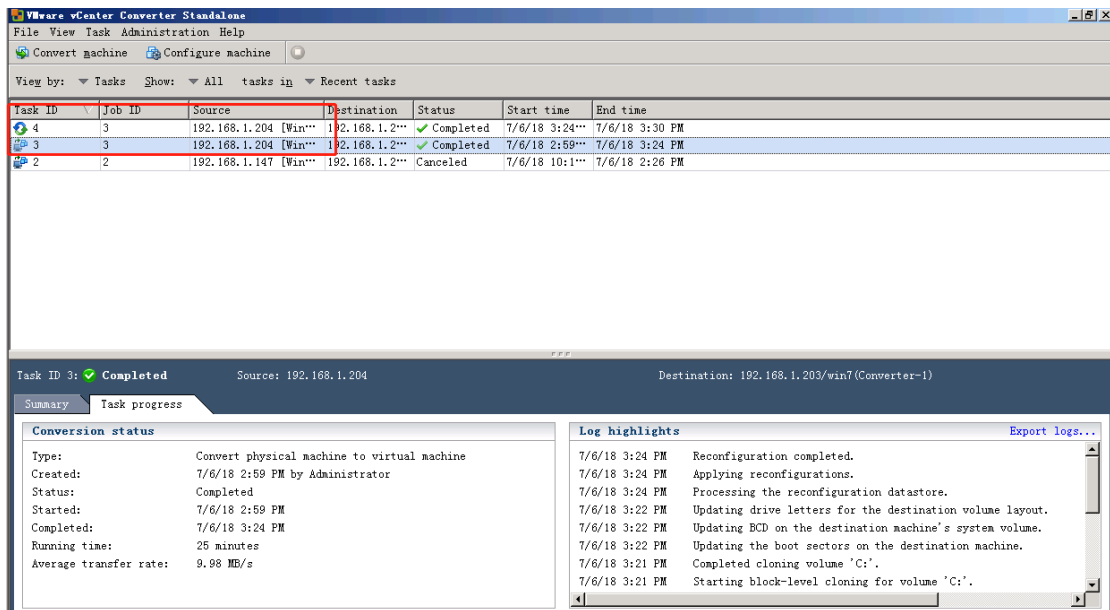 VMware vCenter Converter Standalone
File View Task Administration Help
Convert machine Configure machine
View by: Tasks Show: All tasks in Recent tasks
Task ID Job ID Source Destination Status Start time End time
4 3 192.168.1.204 [Win... 192.168.1.2... Completed 7/6/18 3:24... 7/6/18 3:30 PM
3 3 192.168.1.204 [Win... 192.168.1.2... Completed 7/6/18 2:59... 7/6/18 3:24 PM
2 2 192.168.1.147 [Win... 192.168.1.2... Canceled 7/6/18 10:1... 7/6/18 2:26 PM
Task ID 3: Completed Source: 192.168.1.204 Destination: 192.168.1.203/win7(Converter-1)
Summary Task progress
Conversion status
Type: Convert physical machine to virtual machine
Created: 7/6/18 2:59 PM by Administrator
Status: Completed
Started: 7/6/18 2:59 PM
Completed: 7/6/18 3:24 PM
Running time: 25 minutes
Average transfer rate: 9.98 MB/s
Log highlights Export logs...
7/6/18 3:24 PM Reconfiguration completed.
7/6/18 3:24 PM Applying reconfigurations.
7/6/18 3:24 PM Processing the reconfiguration datastore.
7/6/18 3:22 PM Updating drive letters for the destination volume layout.
7/6/18 3:22 PM Updating BCD on the destination machine's system volume.
7/6/18 3:22 PM Updating the boot sectors on the destination machine.
7/6/18 3:21 PM Completed cloning volume 'C:'.
7/6/18 3:21 PM Starting block-level cloning for volume 'C:'.